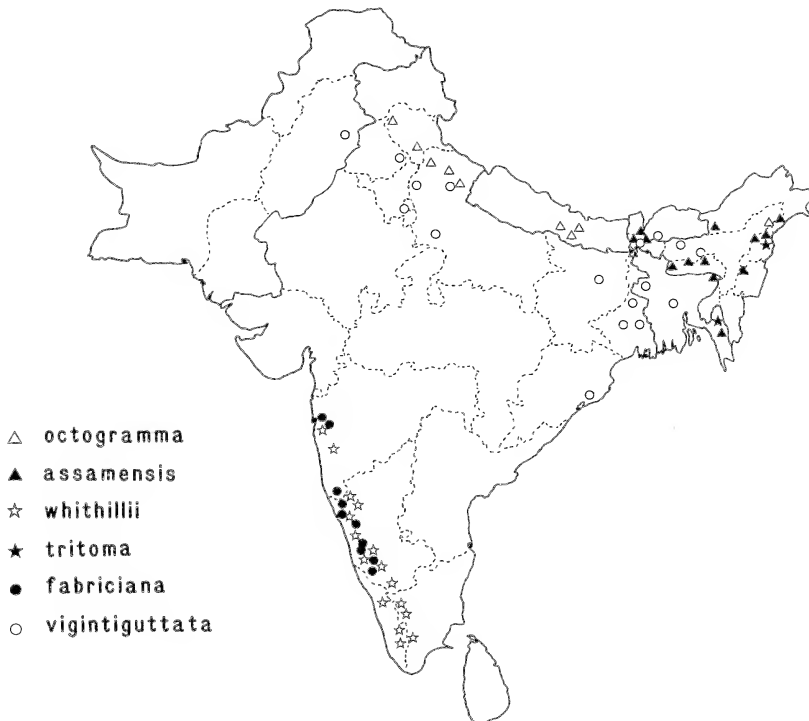 octogramma
assamensis
whithillii
tritoma
fabriciana
vigintiguttata